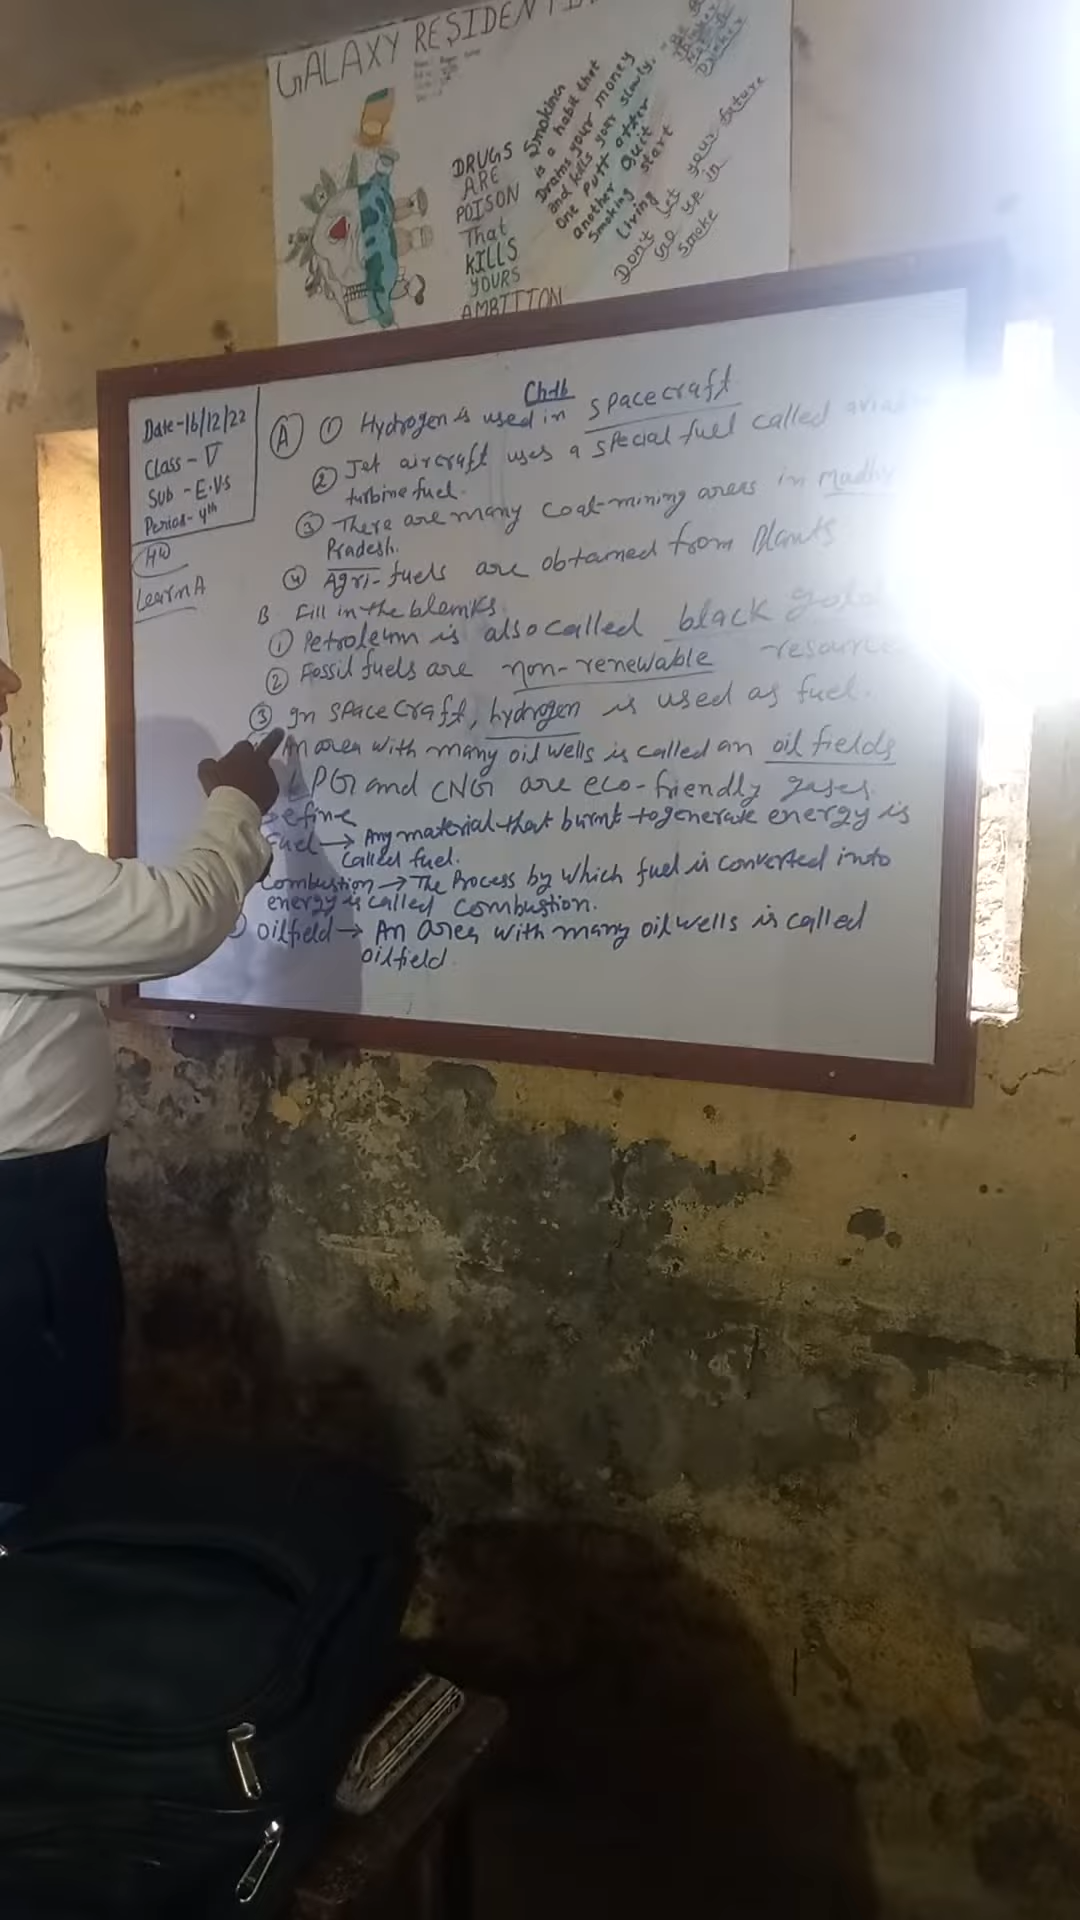 GALAXY RESIDENTI
DRUGS
ARE
POISON
That
KILLS
YOURS
AMBITION
Smoking
is a habit that
Drains your money
and kills your slowly.
One Puff after
another Quit
Smoking start
Living
Don't let your future
Go up in
smoke
Ch-16
Date-16/12/22
Class - V
Sub - E.V.S
Period- 4th
HW
Learn A
A ① Hydrogen is used in spacecraft
② Jet aircraft uses a special fuel called
turbine fuel.
③ There are many coal-mining areas in Madhy
Pradesh.
④ Agri-fuels are obtained from Plants
B Fill in the blanks.
① Petroleum is also called black gold
② Fossil fuels are non-renewable resource
③ In spacecraft, hydrogen is used as fuel.
An area with many oil wells is called an oil fields
LPG and CNG are eco-friendly gases
Define
Fuel → Any material that burnt to generate energy is
called fuel.
Combustion → The Process by which fuel is converted into
energy is called Combustion.
oilfield → An area with many oil wells is called
oilfield.